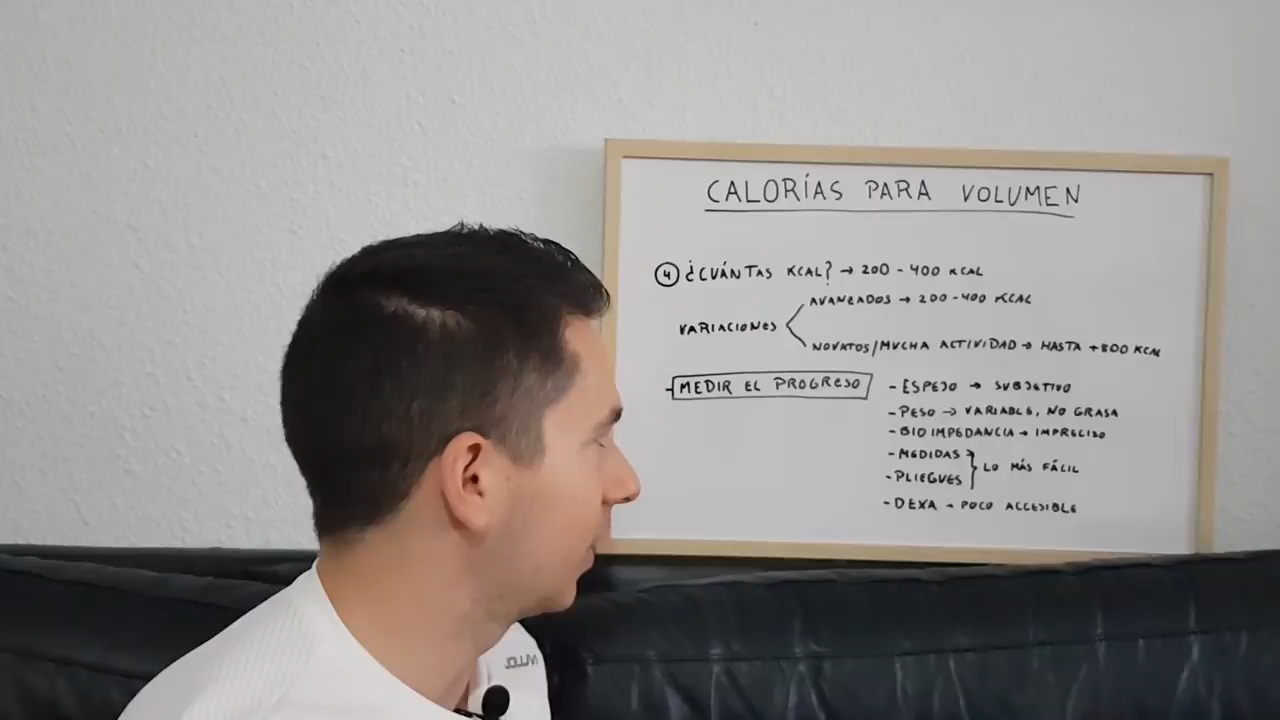 CALORÍAS PARA VOLUMEN
④ ¿CUÁNTAS KCAL? → 200 - 400 KCAL
VARIACIONES
AVANZADOS → 200-400 KCAL
NOVATOS/MUCHA ACTIVIDAD → HASTA +800 KCAL
- MEDIR EL PROGRESO
- ESPEJO → SUBJETIVO
- PESO → VARIABLE, NO GRASA
- BIO IMPEDANCIA → IMPRECISO
- MEDIDAS
- PLIEGUES
LO MÁS FÁCIL
- DEXA → POCO ACCESIBLE